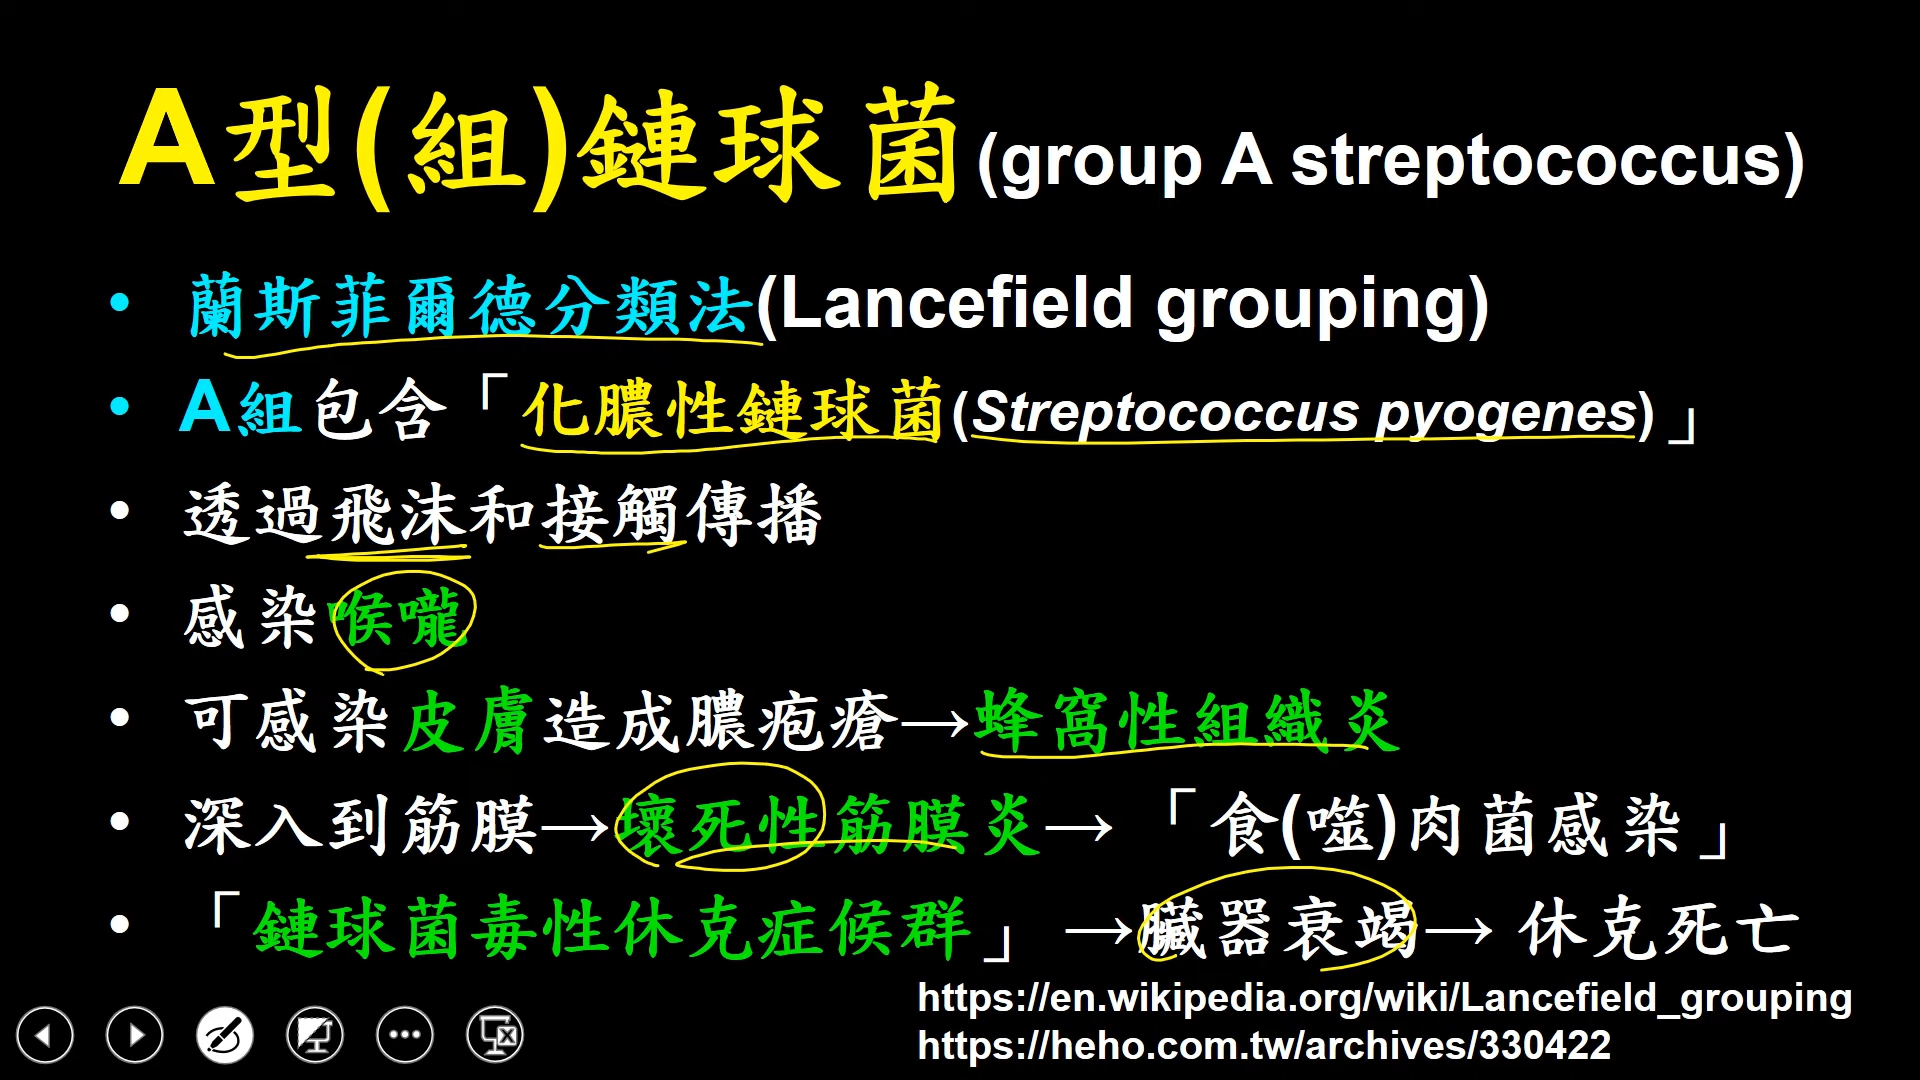 A型(組)鏈球菌(group A streptococcus)
• 蘭斯菲爾德分類法(Lancefield grouping)
• A組包含「化膿性鏈球菌(Streptococcus pyogenes)」
• 透過飛沫和接觸傳播
• 感染喉嚨
• 可感染皮膚造成膿疱瘡→蜂窩性組織炎
• 深入到筋膜→壞死性筋膜炎→「食(噬)肉菌感染」
• 「鏈球菌毒性休克症候群」→臟器衰竭→休克死亡
https://en.wikipedia.org/wiki/Lancefield_grouping
https://heho.com.tw/archives/330422